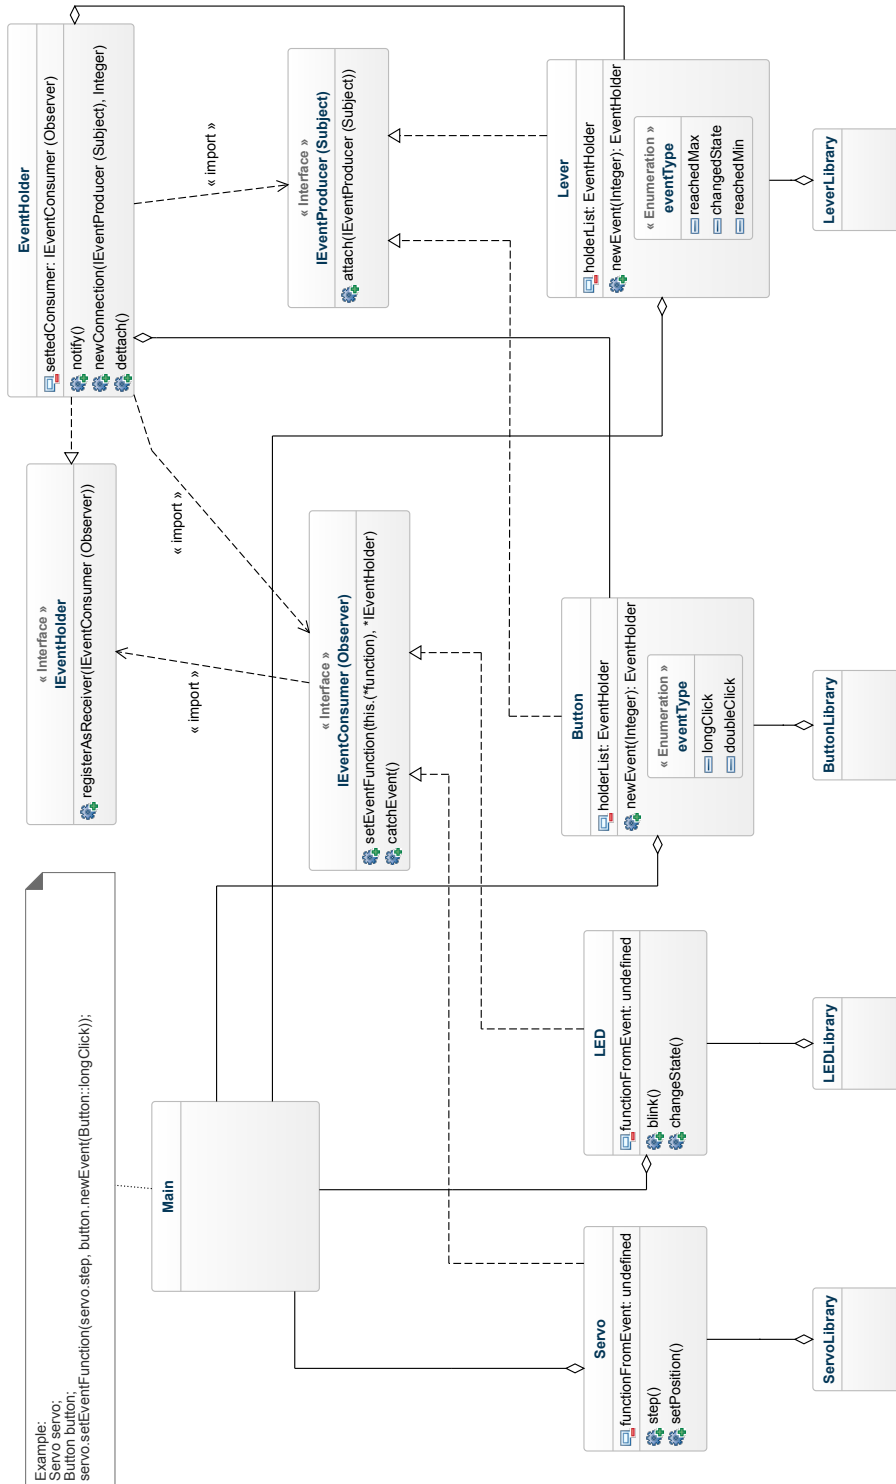 Example:
Servo servo;
Button button;
servo.setEventFunction(servo.step, button.newEvent(Button::longClick));
« Interface »
IEventHolder
registerAsReceiver(IEventConsumer (Observer))
EventHolder
settedConsumer: IEventConsumer (Observer)
notify()
newConnection(IEventProducer (Subject), Integer)
dettach()
Main
« import »
« import »
« import »
« Interface »
IEventConsumer (Observer)
setEventFunction(this.(*function), *IEventHolder)
catchEvent()
« Interface »
IEventProducer (Subject)
attach(IEventProducer (Subject))
Servo
functionFromEvent: undefined
step()
setPosition()
LED
functionFromEvent: undefined
blink()
changeState()
Button
holderList: EventHolder
newEvent(Integer): EventHolder
« Enumeration »
eventType
longClick
doubleClick
Lever
holderList: EventHolder
newEvent(Integer): EventHolder
« Enumeration »
eventType
reachedMax
changedState
reachedMin
ServoLibrary
LEDLibrary
ButtonLibrary
LeverLibrary